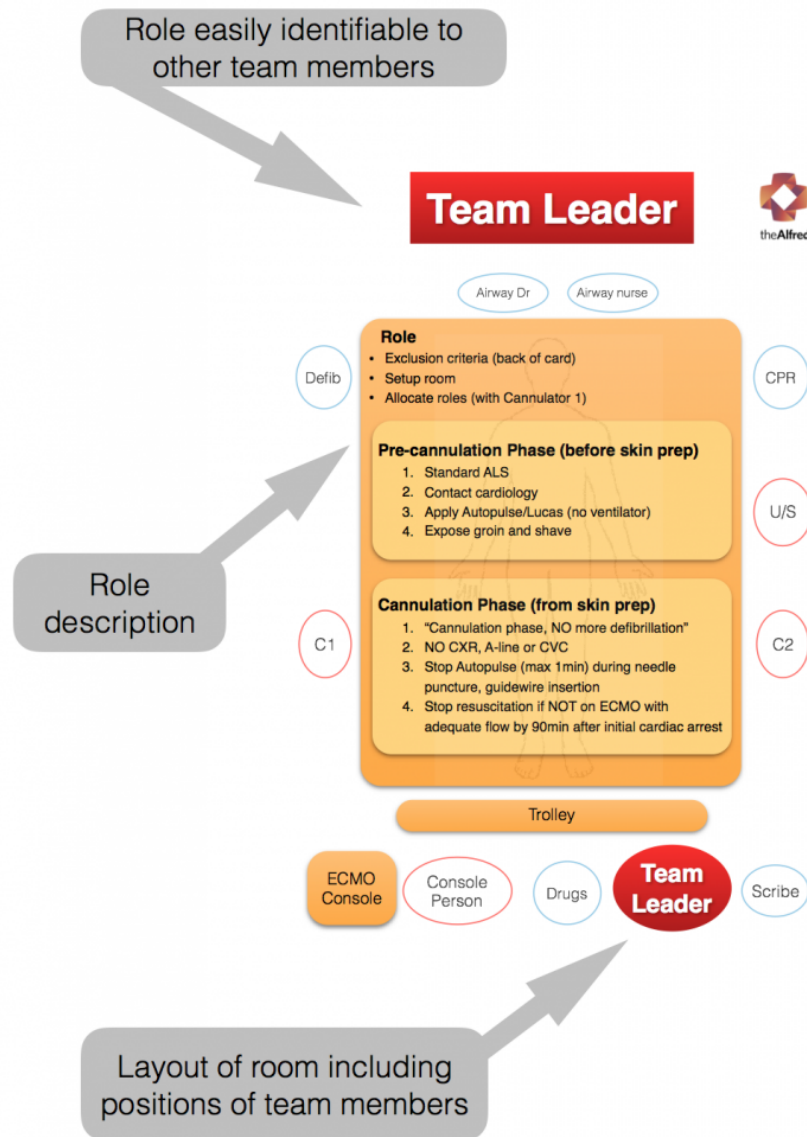 Role easily identifiable to
other team members
Team Leader
theAlfred
Airway Dr
Airway nurse
Defib
CPR
U/S
C1
C2
Role
• Exclusion criteria (back of card)
• Setup room
• Allocate roles (with Cannulator 1)
Pre-cannulation Phase (before skin prep)
1. Standard ALS
2. Contact cardiology
3. Apply Autopulse/Lucas (no ventilator)
4. Expose groin and shave
Role
description
Cannulation Phase (from skin prep)
1. “Cannulation phase, NO more defibrillation”
2. NO CXR, A-line or CVC
3. Stop Autopulse (max 1min) during needle
puncture, guidewire insertion
4. Stop resuscitation if NOT on ECMO with
adequate flow by 90min after initial cardiac arrest
Trolley
ECMO
Console
Console
Person
Drugs
Team
Leader
Scribe
Layout of room including
positions of team members